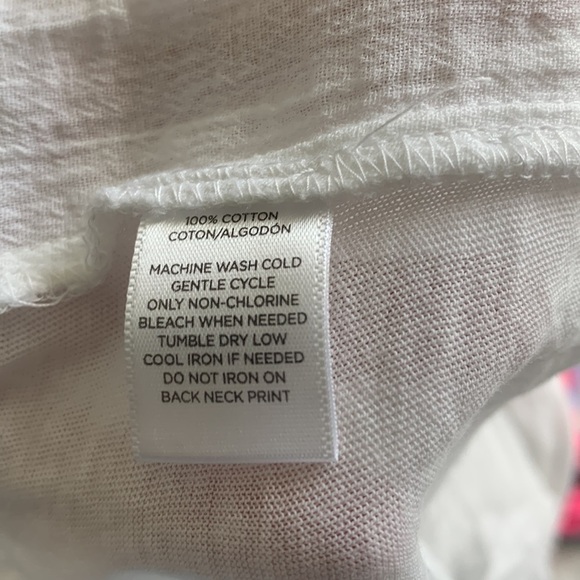 100% COTTON
COTON/ALGODÓN
MACHINE WASH COLD
GENTLE CYCLE
ONLY NON-CHLORINE
BLEACH WHEN NEEDED
TUMBLE DRY LOW
COOL IRON IF NEEDED
DO NOT IRON ON
BACK NECK PRINT